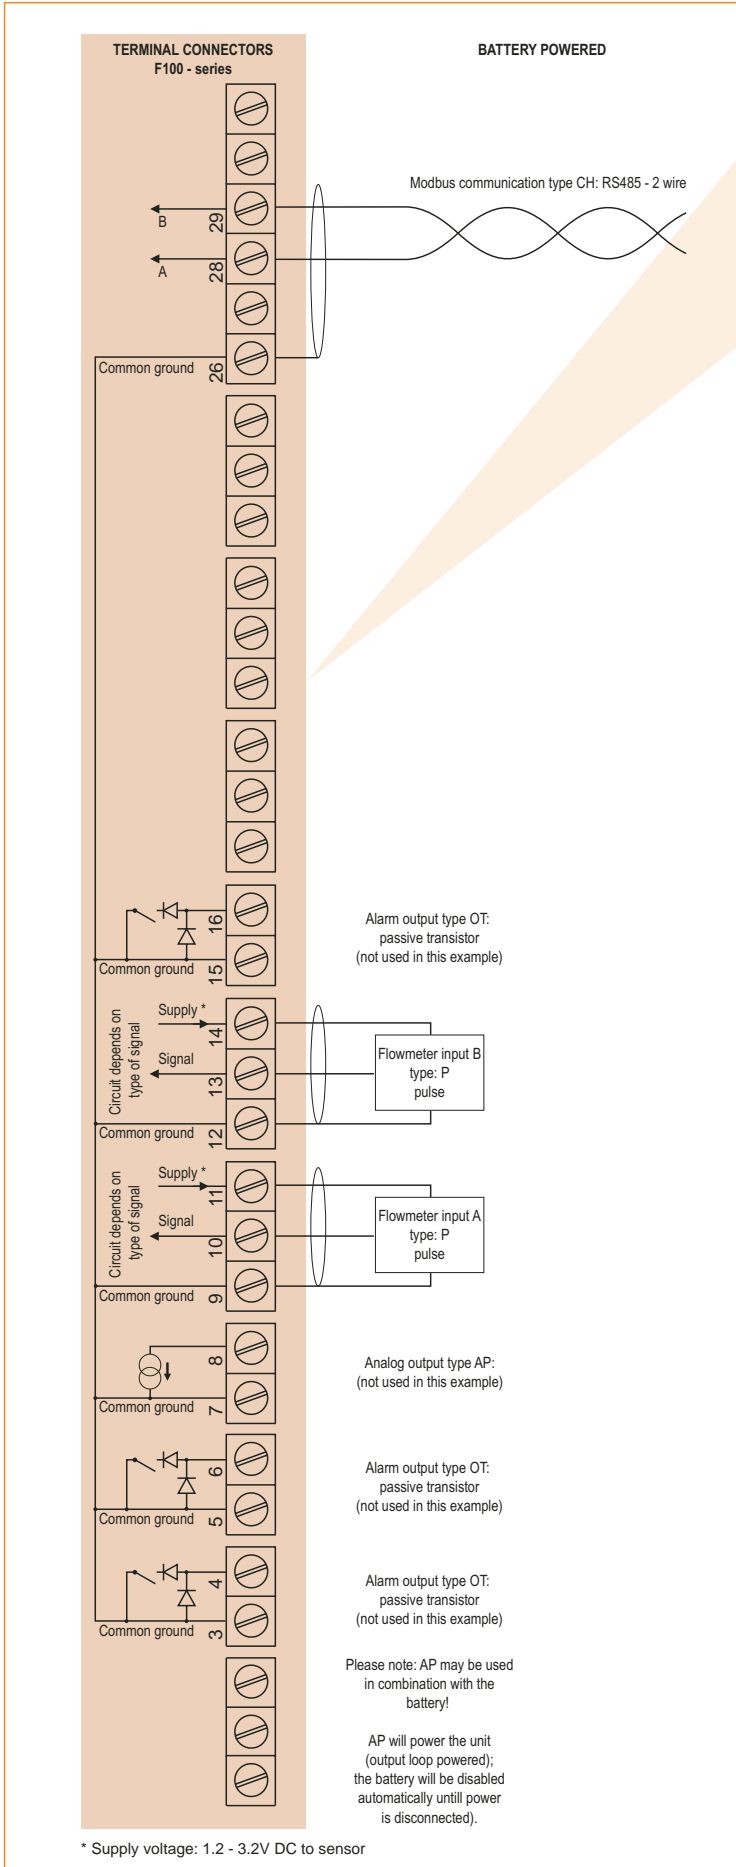 TERMINAL CONNECTORS
F100 - series
BATTERY POWERED
Modbus communication type CH: RS485 - 2 wire
B
29
A
28
Common ground
26
16
Alarm output type OT:
passive transistor
(not used in this example)
Common ground
15
Circuit depends on
type of signal
Supply *
14
Signal
13
Flowmeter input B
type: P
pulse
Common ground
12
Circuit depends on
type of signal
Supply *
11
Signal
10
Flowmeter input A
type: P
pulse
Common ground
9
8
Analog output type AP:
(not used in this example)
Common ground
7
6
Alarm output type OT:
passive transistor
(not used in this example)
Common ground
5
4
Alarm output type OT:
passive transistor
(not used in this example)
Common ground
3
Please note: AP may be used
in combination with the
battery!
AP will power the unit
(output loop powered);
the battery will be disabled
automatically untill power
is disconnected).
* Supply voltage: 1.2 - 3.2V DC to sensor